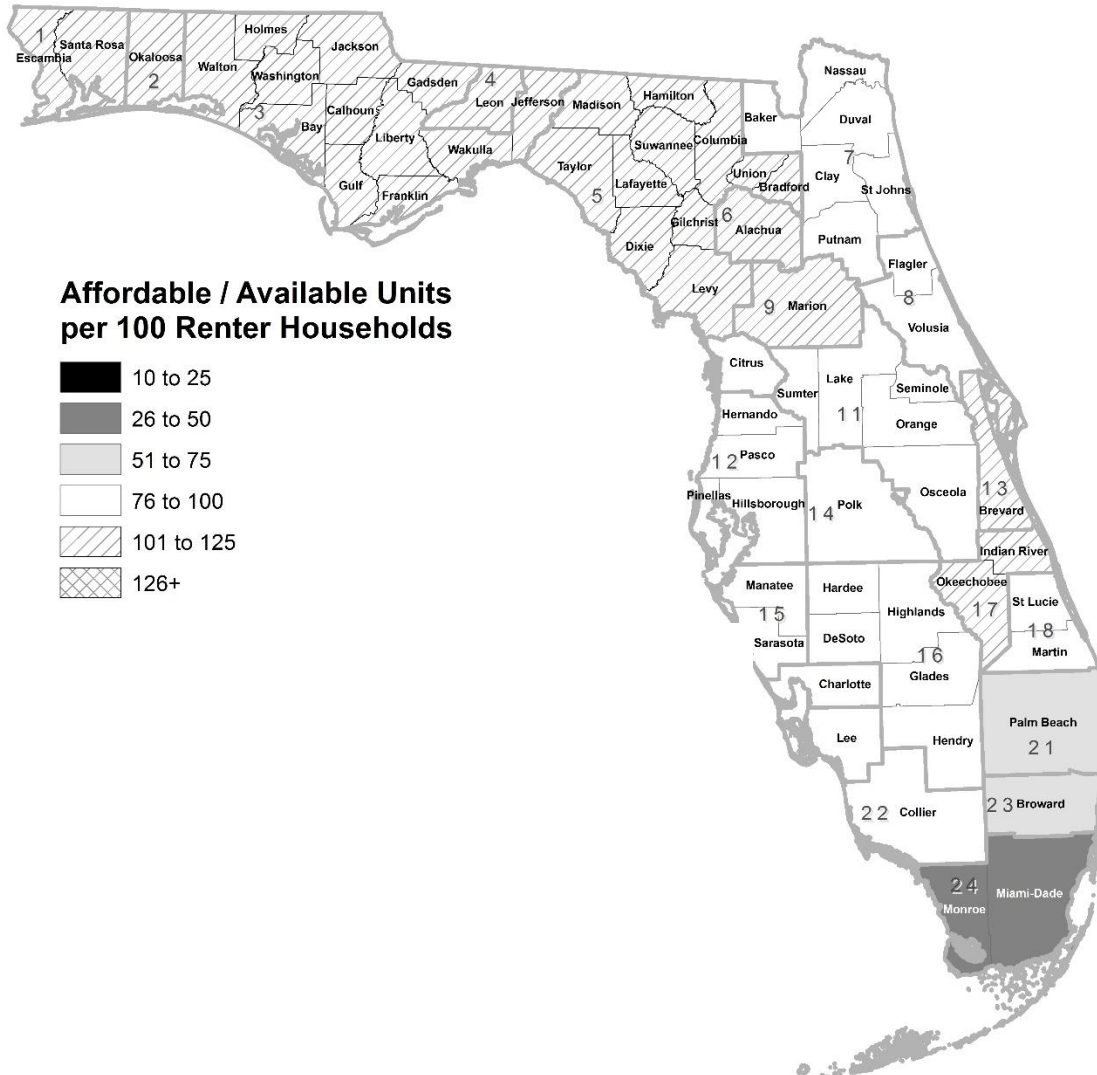 1
Escambia
Santa Rosa
Okaloosa
2
Walton
Holmes
Washington
Jackson
3
Bay
Calhoun
Gulf
Liberty
Franklin
Gadsden
4
Leon
Wakulla
Jefferson
Madison
Taylor
5
Hamilton
Suwannee
Lafayette
Dixie
Columbia
Gilchrist
Levy
Union
Bradford
6
Alachua
Baker
Nassau
Duval
7
Clay
St Johns
Putnam
Flagler
8
Volusia
9
Marion
Citrus
Sumter
Lake
11
Seminole
Orange
Hernando
12
Pasco
Pinellas
Hillsborough
14
Polk
Osceola
13
Brevard
Indian River
Okeechobee
17
St Lucie
18
Martin
Manatee
15
Sarasota
Hardee
DeSoto
Highlands
16
Glades
Charlotte
Lee
Hendry
22
Collier
Palm Beach
21
23
Broward
24
Monroe
Miami-Dade
Affordable / Available Units
per 100 Renter Households
10 to 25
26 to 50
51 to 75
76 to 100
101 to 125
126+